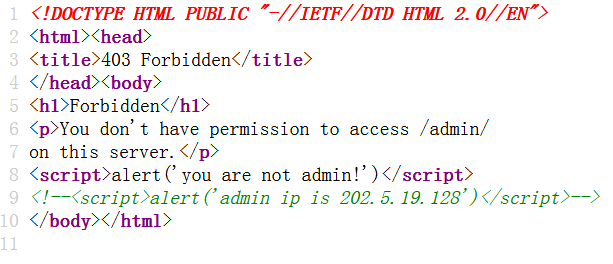 1 <!DOCTYPE HTML PUBLIC "-//IETF//DTD HTML 2.0//EN">
2 <html><head>
3 <title>403 Forbidden</title>
4 </head><body>
5 <h1>Forbidden</h1>
6 <p>You don't have permission to access /admin/
7 on this server.</p>
8 <script>alert('you are not admin!')</script>
9 <!--<script>alert('admin ip is 202.5.19.128')</script>-->
10 </body></html>
11